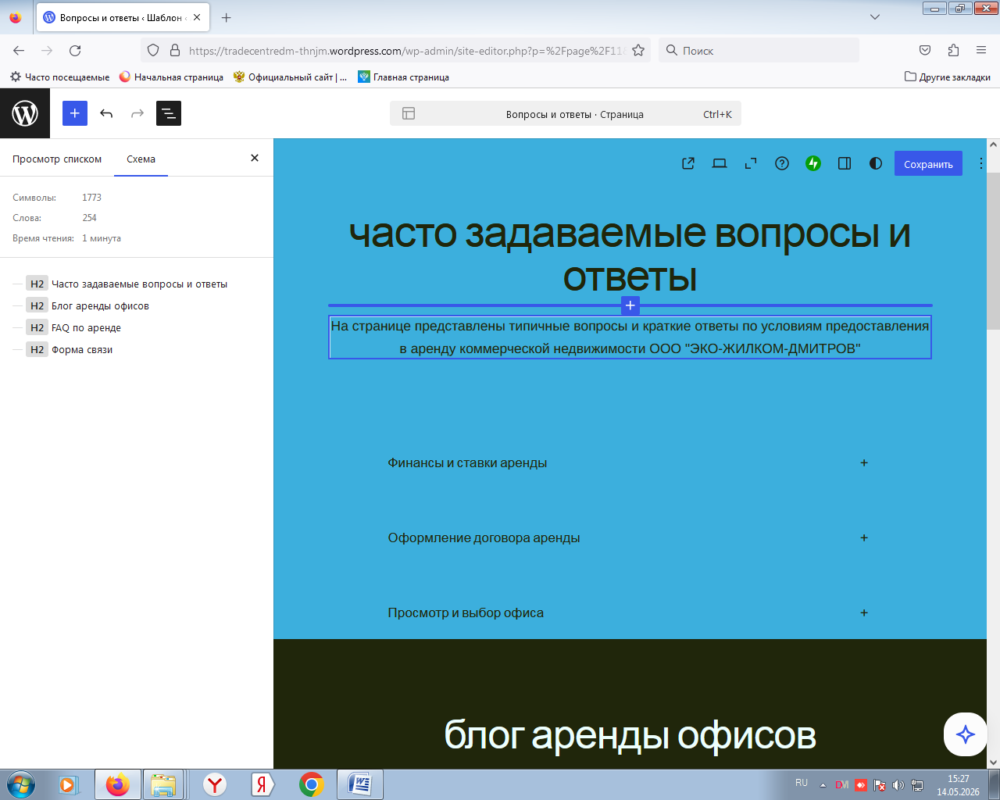 Вопросы и ответы ‹ Шаблон ‹
https://tradecentredm-thnjm.wordpress.com/wp-admin/site-editor.php?p=%2Fpage%2F118
Поиск
Часто посещаемые
Начальная страница
Официальный сайт | ...
Главная страница
Другие закладки
Вопросы и ответы · Страница
Ctrl+K
Просмотр списком
Схема
Сохранить
Символы: 1773
Слова: 254
Время чтения: 1 минута
H2 Часто задаваемые вопросы и ответы
H2 Блог аренды офисов
H2 FAQ по аренде
H2 Форма связи
часто задаваемые вопросы и
ответы
На странице представлены типичные вопросы и краткие ответы по условиям предоставления
в аренду коммерческой недвижимости ООО "ЭКО-ЖИЛКОМ-ДМИТРОВ"
Финансы и ставки аренды +
Оформление договора аренды +
Просмотр и выбор офиса +
блог аренды офисов
RU
15:27
14.05.2026